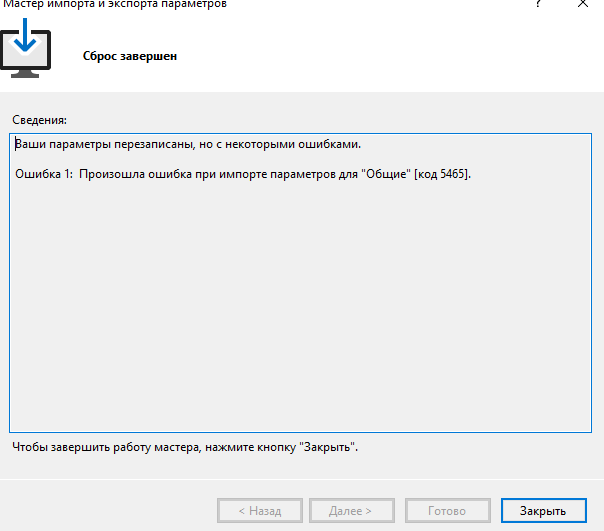 Мастер импорта и экспорта параметров
?
Сброс завершен
Сведения:
Ваши параметры перезаписаны, но с некоторыми ошибками.
Ошибка 1:  Произошла ошибка при импорте параметров для "Общие" [код 5465].
Чтобы завершить работу мастера, нажмите кнопку "Закрыть".
< Назад
Далее >
Готово
Закрыть